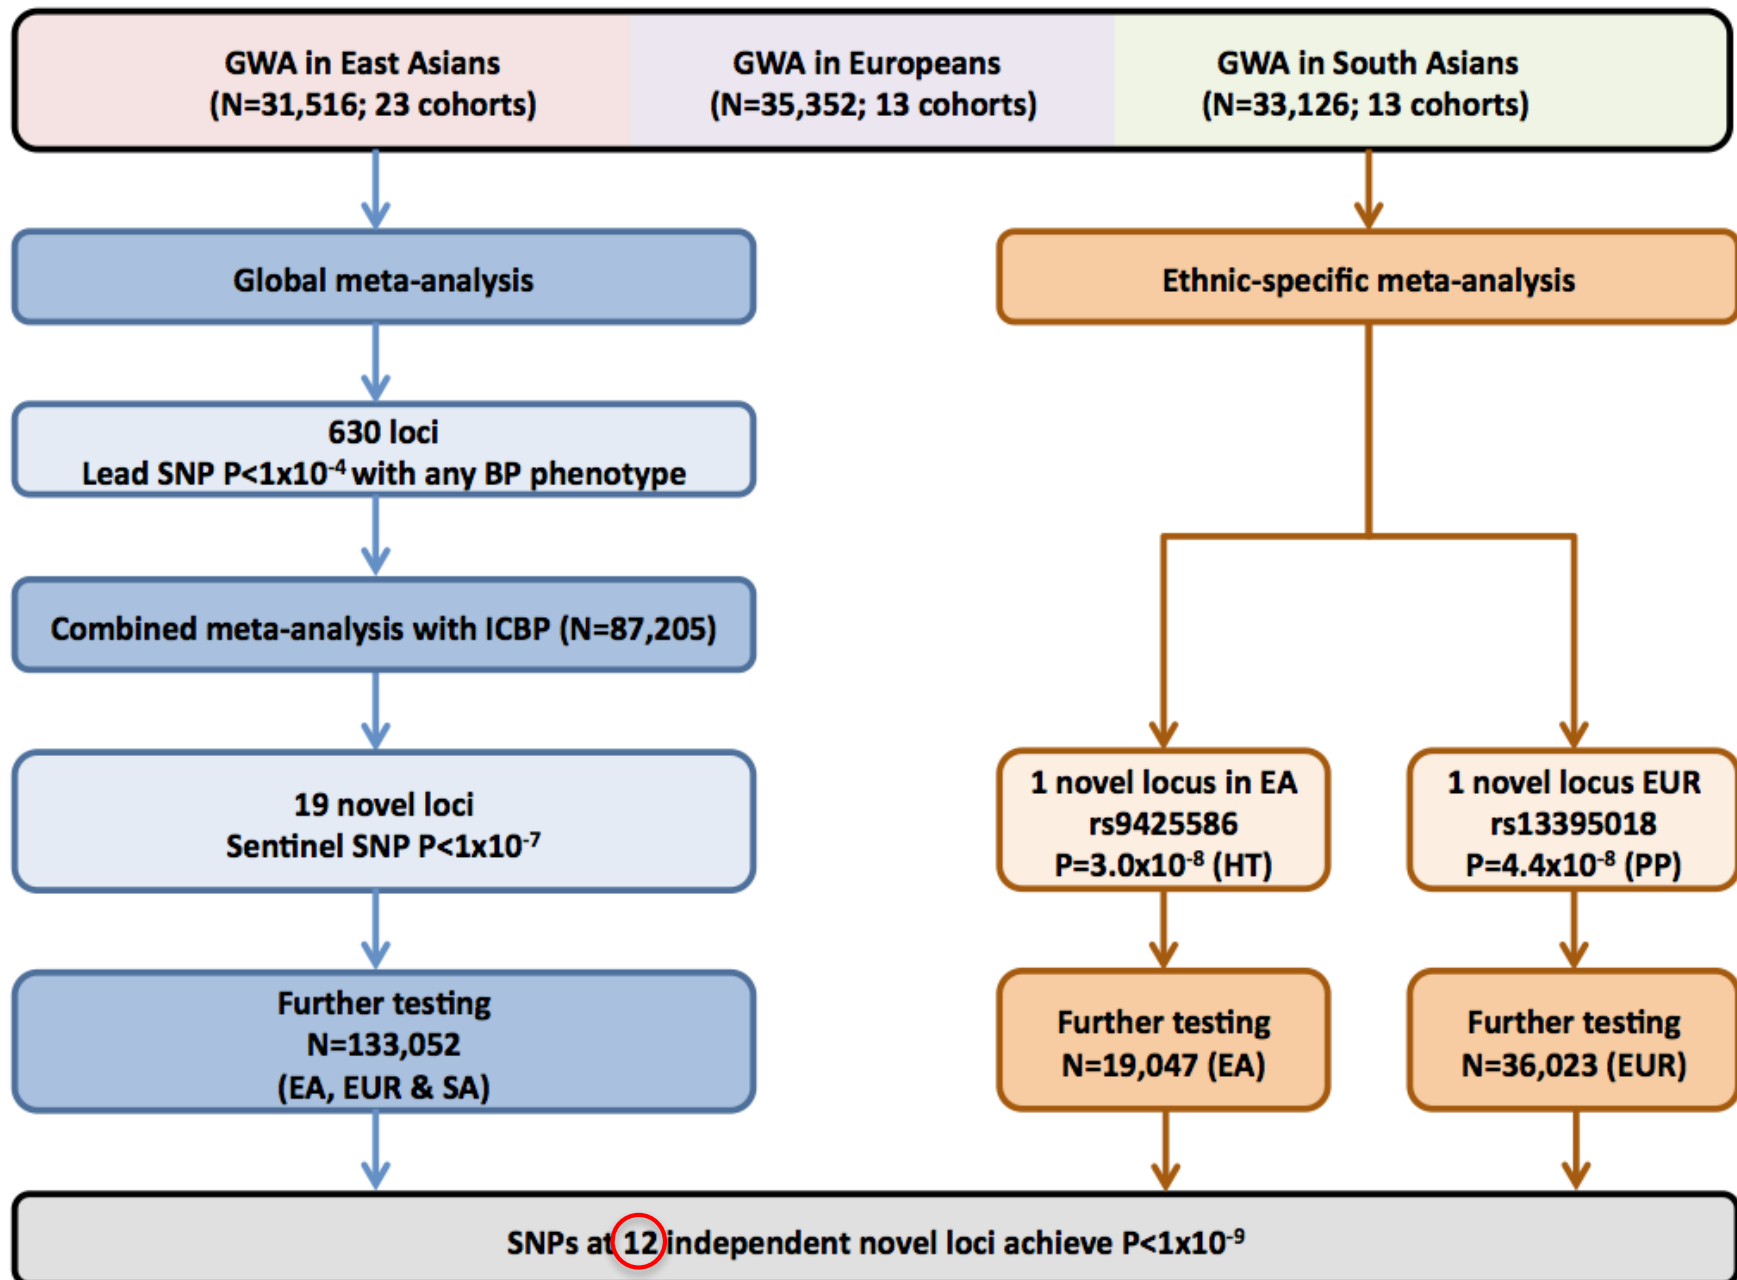 GWA in East Asians
(N=31,516; 23 cohorts)
GWA in Europeans
(N=35,352; 13 cohorts)
GWA in South Asians
(N=33,126; 13 cohorts)
Global meta-analysis
Ethnic-specific meta-analysis
630 loci
Lead SNP P<1x10⁻⁴ with any BP phenotype
Combined meta-analysis with ICBP (N=87,205)
19 novel loci
Sentinel SNP P<1x10⁻⁷
1 novel locus in EA
rs9425586
P=3.0x10⁻⁸ (HT)
1 novel locus EUR
rs13395018
P=4.4x10⁻⁸ (PP)
Further testing
N=133,052
(EA, EUR & SA)
Further testing
N=19,047 (EA)
Further testing
N=36,023 (EUR)
SNPs at 12 independent novel loci achieve P<1x10⁻⁹